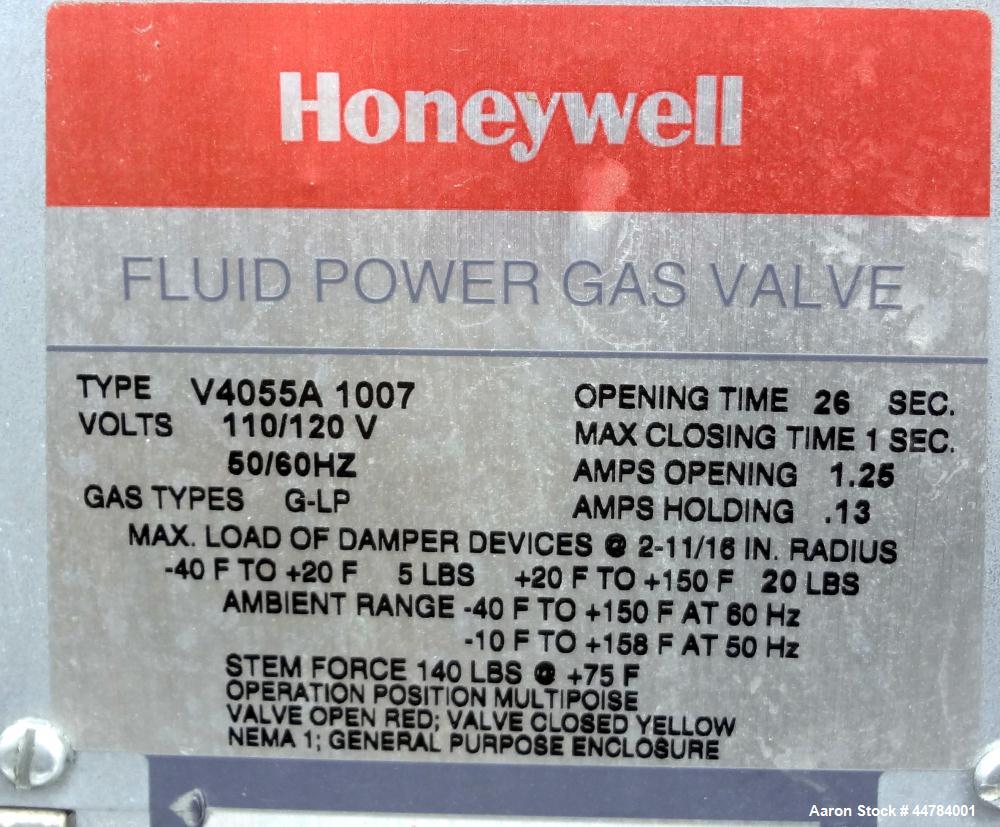 Honeywell
FLUID POWER GAS VALVE
TYPE V4055A 1007
VOLTS 110/120 V
50/60HZ
GAS TYPES G-LP
OPENING TIME 26 SEC.
MAX CLOSING TIME 1 SEC.
AMPS OPENING 1.25
AMPS HOLDING .13
MAX. LOAD OF DAMPER DEVICES @ 2-11/16 IN. RADIUS
-40 F TO +20 F 5 LBS +20 F TO +150 F 20 LBS
AMBIENT RANGE -40 F TO +150 F AT 60 Hz
-10 F TO +158 F AT 50 Hz
STEM FORCE 140 LBS @ +75 F
OPERATION POSITION MULTIPOISE
VALVE OPEN RED; VALVE CLOSED YELLOW
NEMA 1; GENERAL PURPOSE ENCLOSURE
Aaron Stock # 44784001